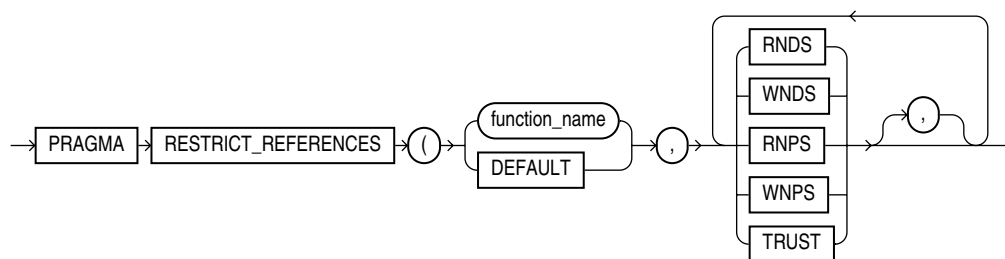 PRAGMA RESTRICT_REFERENCES ( function_name , RNDS
DEFAULT WNDS
RNPS ,
WNPS
TRUST